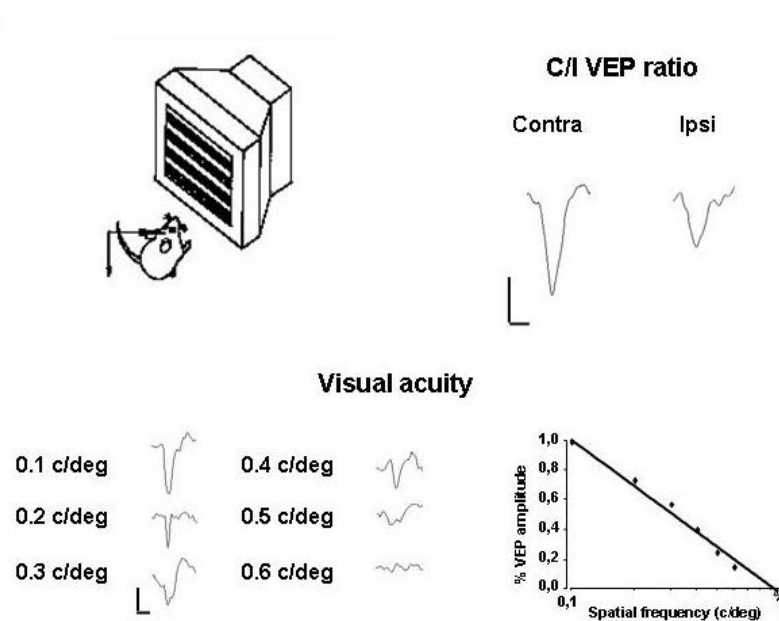 C/I VEP ratio
Contra Ipsi
Visual acuity
0.1 c/deg
0.2 c/deg
0.3 c/deg
0.4 c/deg
0.5 c/deg
0.6 c/deg
% VEP amplitude
1,0
0,8
0,6
0,4
0,2
0,0
0,1
Spatial frequency (c/deg)